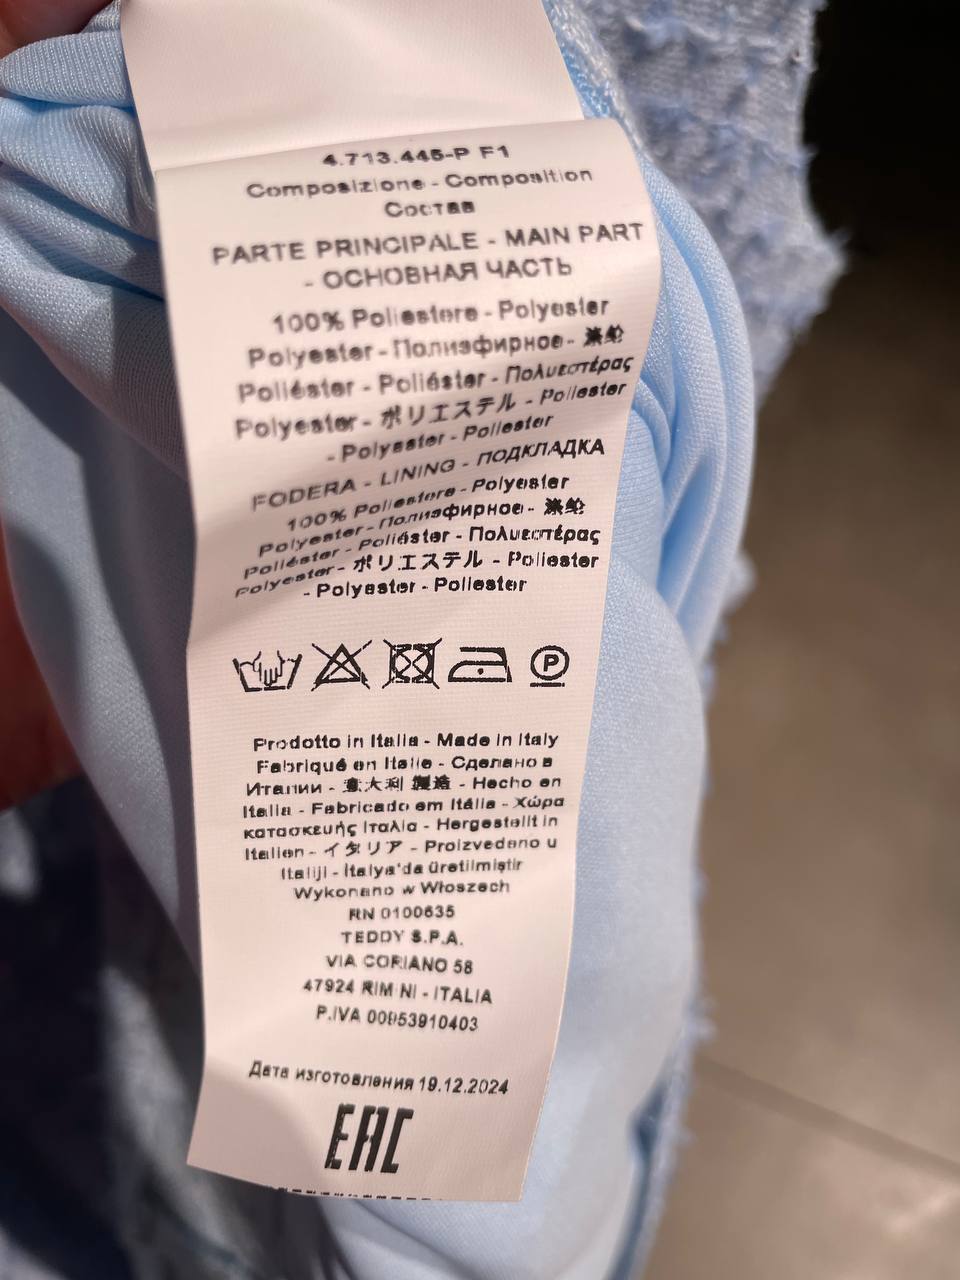 4.713.445-P F1
Composizione - Composition
Состав
PARTE PRINCIPALE - MAIN PART
- ОСНОВНАЯ ЧАСТЬ
100% Poliestere - Polyester
Polyester - Полиэфирное - 涤纶
Poliéster - Poliéster - Πολυεστέρας
Polyester - ポリエステル - Poliester
- Polyester - Poliester
FODERA - LINING - ПОДКЛАДКА
100% Poliestere - Polyester
Polyester - Полиэфирное - 涤纶
Poliéster - Poliéster - Πολυεστέρας
Polyester - ポリエステル - Poliester
- Polyester - Poliester
P
Prodotto in Italia - Made in Italy
Fabriqué en Italie - Сделано в
Италии - 意大利 製造 - Hecho en
Italia - Fabricado em Itália - Χώρα
κατασκευής Ιταλία - Hergestellt in
Italien - イタリア - Proizvedeno u
Italiji - İtalya'da üretilmiştir
Wykonano w Włoszech
RN 0100635
TEDDY S.P.A.
VIA CORIANO 58
47924 RIMINI - ITALIA
P.IVA 00953910403
Дата изготовления 19.12.2024
EAC